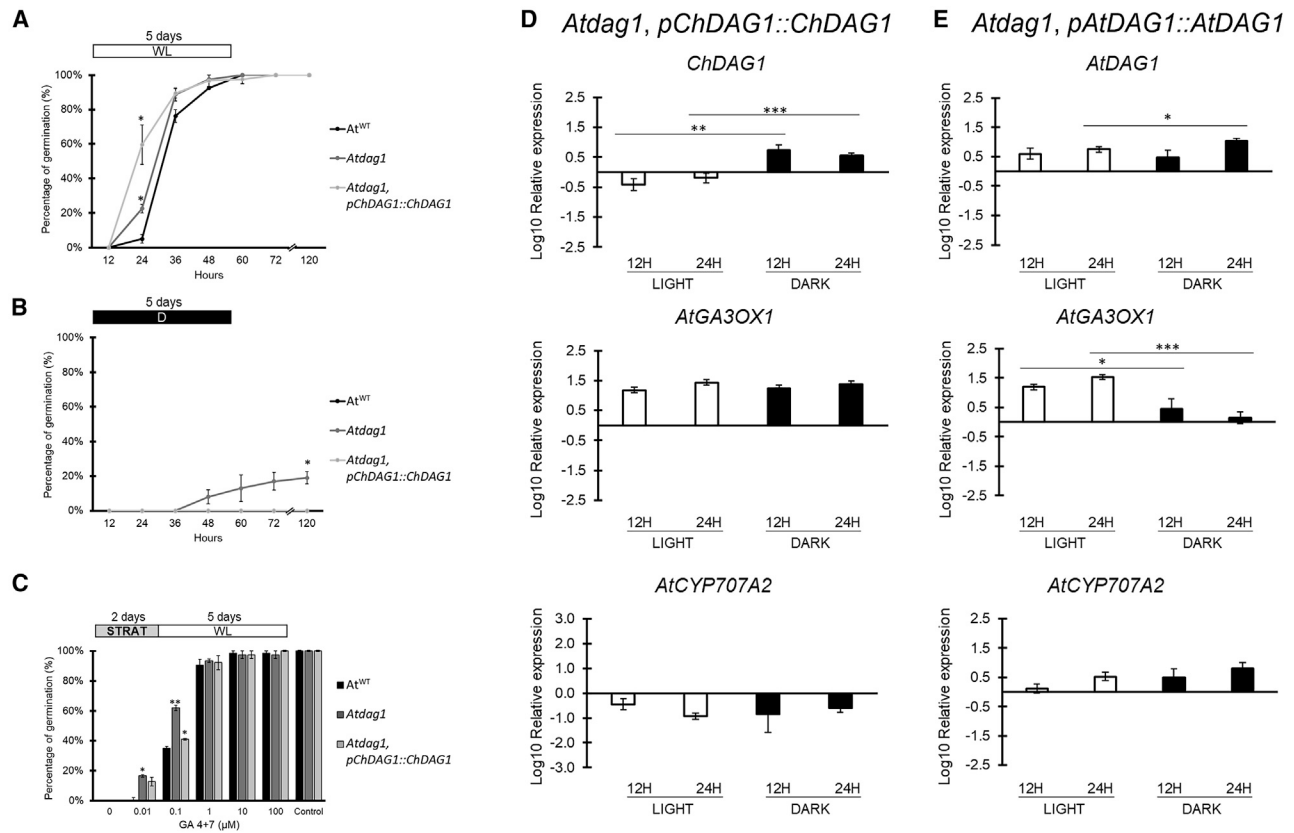 A
5 days
WL
Percentage of germination (%)
100%
80%
60%
40%
20%
0%
*
*
12 24 36 48 60 72 120
Hours
At^WT
Atdag1
Atdag1,
pChDAG1::ChDAG1
B
5 days
D
Percentage of germination (%)
100%
80%
60%
40%
20%
0%
*
12 24 36 48 60 72 120
Hours
At^WT
Atdag1
Atdag1,
pChDAG1::ChDAG1
C
2 days 5 days
STRAT WL
Percentage of germination (%)
100%
80%
60%
40%
20%
0%
*
**
*
0 0.01 0.1 1 10 100 Control
GA 4+7 (µM)
At^WT
Atdag1
Atdag1,
pChDAG1::ChDAG1
D
Atdag1, pChDAG1::ChDAG1
ChDAG1
Log10 Relative expression
2.5
1.5
0.5
-0.5
-1.5
-2.5
***
**
12H 24H 12H 24H
LIGHT DARK
AtGA3OX1
Log10 Relative expression
2.5
1.5
0.5
-0.5
-1.5
-2.5
12H 24H 12H 24H
LIGHT DARK
AtCYP707A2
Log10 Relative expression
3.0
2.0
1.0
0.0
-1.0
-2.0
-3.0
12H 24H 12H 24H
LIGHT DARK
E
Atdag1, pAtDAG1::AtDAG1
AtDAG1
Log10 Relative expression
2.5
1.5
0.5
-0.5
-1.5
-2.5
*
12H 24H 12H 24H
LIGHT DARK
AtGA3OX1
Log10 Relative expression
2.5
1.5
0.5
-0.5
-1.5
-2.5
***
*
12H 24H 12H 24H
LIGHT DARK
AtCYP707A2
Log10 Relative expression
2.5
1.5
0.5
-0.5
-1.5
-2.5
12H 24H 12H 24H
LIGHT DARK